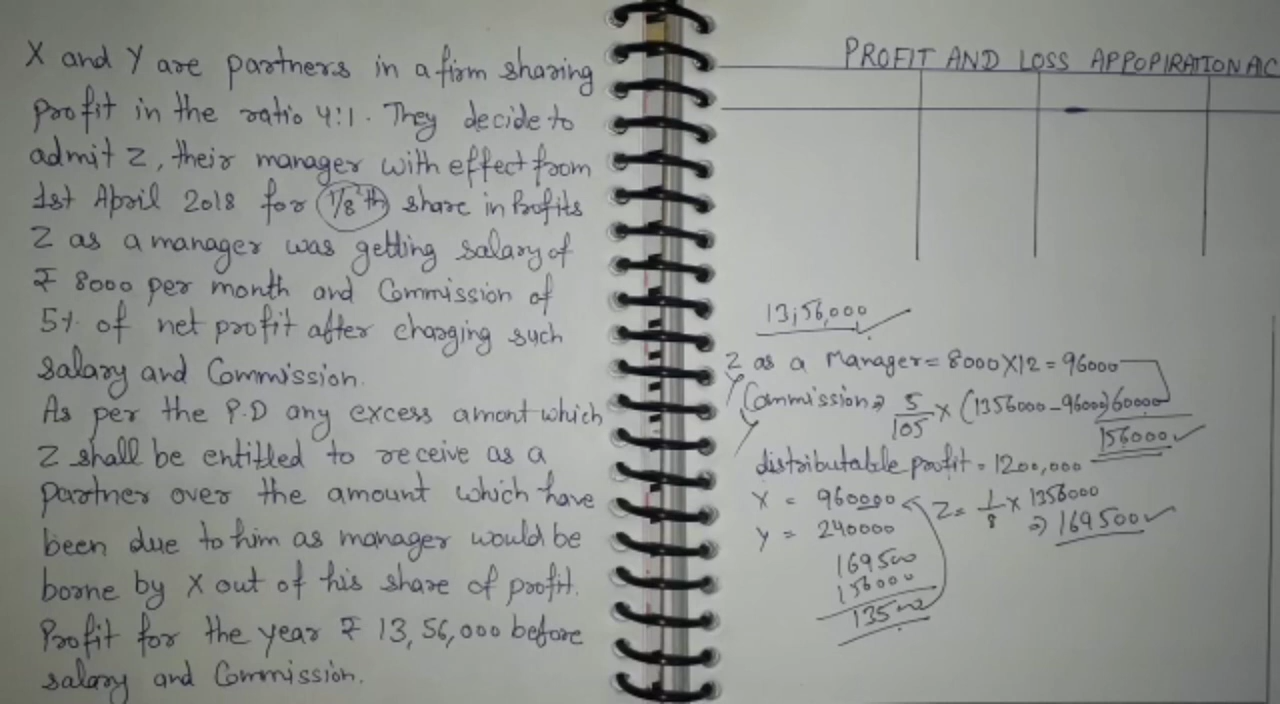 X and Y are partners in a firm sharing
profit in the ratio 4:1. They decide to
admit Z, their manager with effect from
1st April 2018 for 1/8th share in Profits
Z as a manager was getting salary of
₹ 8000 per month and Commission of
5% of net profit after charging such
salary and Commission.
As per the P.D any excess amont which
Z shall be entitled to receive as a
partner over the amount which have
been due to him as manager would be
borne by X out of his share of profit.
Profit for the year ₹ 13,56,000 before
salary and Commission.
PROFIT AND LOSS APPOPIRATION A/C
13,56,000
Z as a Manager = 8000 X 12 = 96000
Commission ⇒ 5/105 X (1356000 - 96000) 60000
156000
distributable profit = 1200,000
X = 960000
Z = 1/8 X 1356000
Y = 240000
⇒ 169500
169500
156000
13500